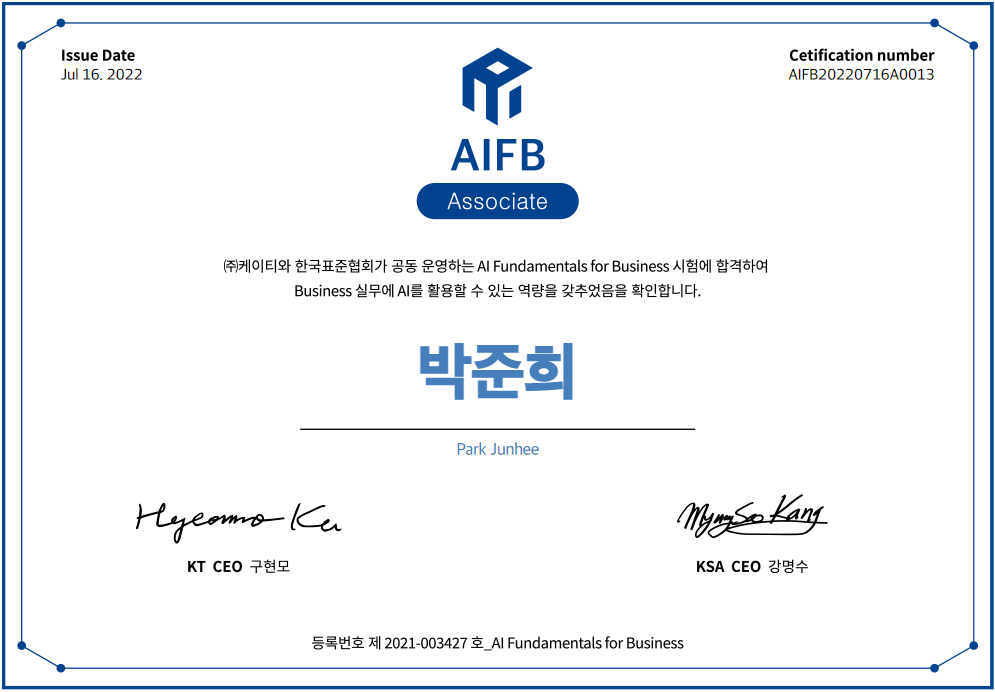 Issue Date
Jul 16. 2022
Cetification number
AIFB20220716A0013
AIFB
Associate
㈜케이티와 한국표준협회가 공동 운영하는 AI Fundamentals for Business 시험에 합격하여
Business 실무에 AI를 활용할 수 있는 역량을 갖추었음을 확인합니다.
박준희
Park Junhee
Hyeonmo Ku
MyungSoo Kang
KT CEO 구현모
KSA CEO 강명수
등록번호 제 2021-003427 호_AI Fundamentals for Business